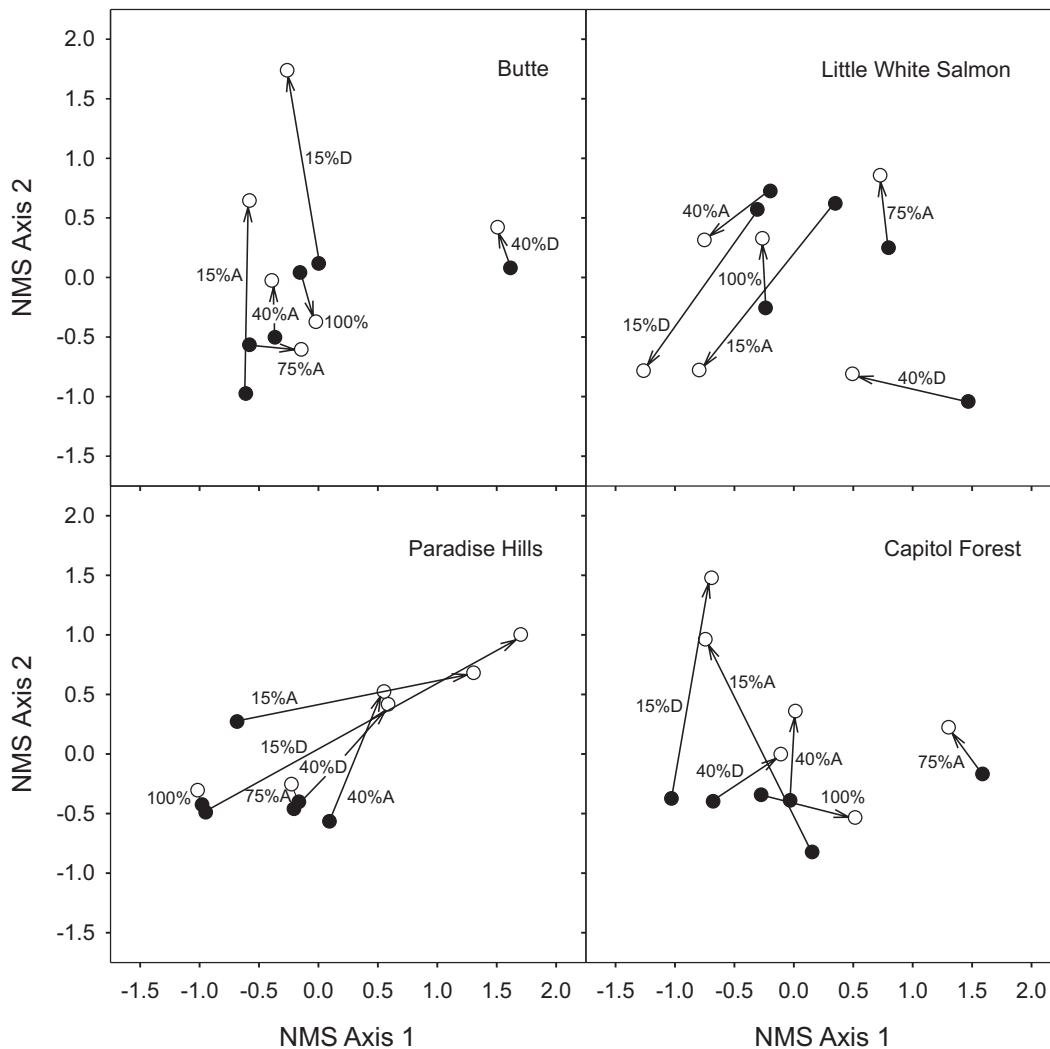 2.0
1.5
1.0
0.5
0.0
-0.5
-1.0
-1.5
NMS Axis 2
Butte
15%D
15%A
40%D
40%A
100%
75%A
Little White Salmon
40%A
75%A
100%
15%D
15%A
40%D
2.0
1.5
1.0
0.5
0.0
-0.5
-1.0
-1.5
NMS Axis 2
Paradise Hills
15%A
15%D
40%D
100%
75%A
40%A
Capitol Forest
15%A
15%D
40%D
40%A
75%A
100%
-1.5 -1.0 -0.5 0.0 0.5 1.0 1.5 2.0
-1.5 -1.0 -0.5 0.0 0.5 1.0 1.5 2.0
NMS Axis 1
NMS Axis 1